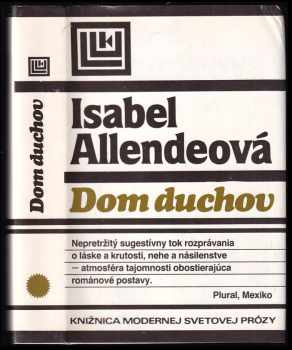 Dom duchov
Isabel
Allendeová
Dom duchov
Nepretržitý sugestívny tok rozprávania
o láske a krutosti, nehe a násilenstve
— atmosféra tajomnosti obostierajúca
románové postavy.
Plural, Mexiko
KNIŽNICA MODERNEJ SVETOVEJ PRÓZY